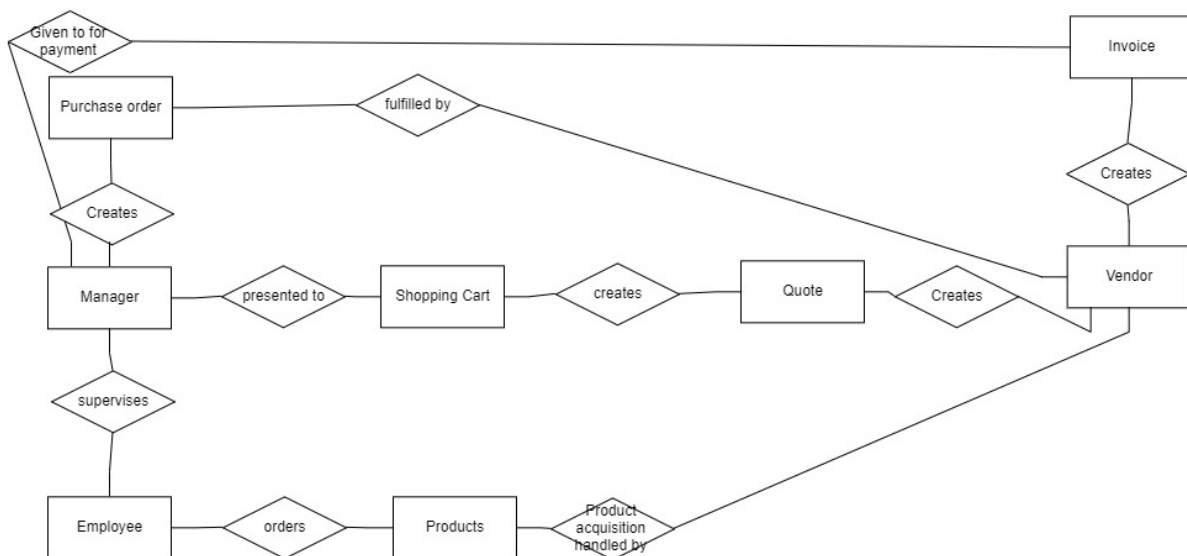 Given to for
payment
Invoice
Purchase order
fulfilled by
Creates
Creates
Manager
presented to
Shopping Cart
creates
Quote
Creates
Vendor
supervises
Employee
orders
Products
Product
acquisition
handled by